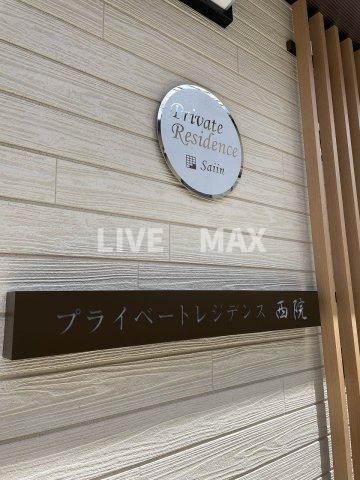 Private
Residence
Saiin
LIVE MAX
プライベートレジデンス 西院